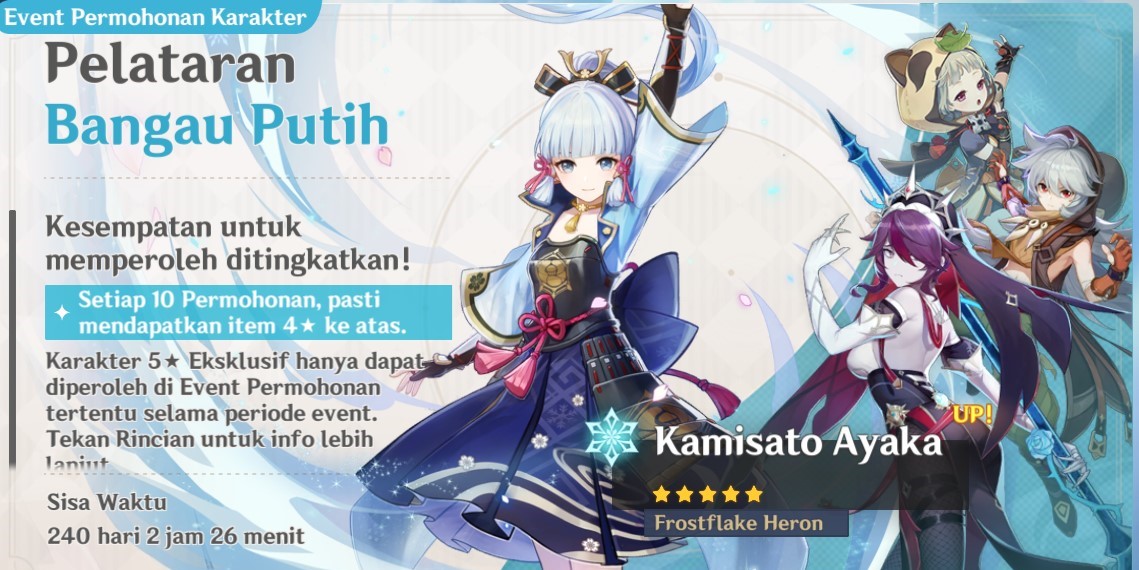 Event Permohonan Karakter
Pelataran
Bangau Putih
Kesempatan untuk
memperoleh ditingkatkan!
Setiap 10 Permohonan, pasti
mendapatkan item 4★ ke atas.
Karakter 5★ Eksklusif hanya dapat
diperoleh di Event Permohonan
tertentu selama periode event.
Tekan Rincian untuk info lebih
lanjut.
Sisa Waktu
240 hari 2 jam 26 menit
UP!
Kamisato Ayaka
★★★★★
Frostflake Heron